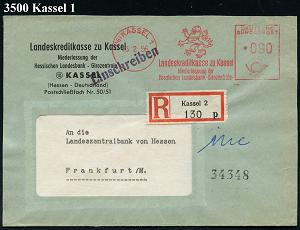 3500 Kassel 1
Landeskreditkasse zu Kassel
Niederlassung der
Hessischen Landesbank - Girozentrale
KASSEL
(Hessen - Deutschland)
Postschließfach Nr. 50/51
Einschreiben
KASSEL
2.56
Landeskreditkasse zu Kassel
Niederlassung der
Hessischen Landesbank - Girozentrale
090
R
Kassel 2
130 p
An die
Landeszentralbank von Hessen
Frankfurt/M.
34348